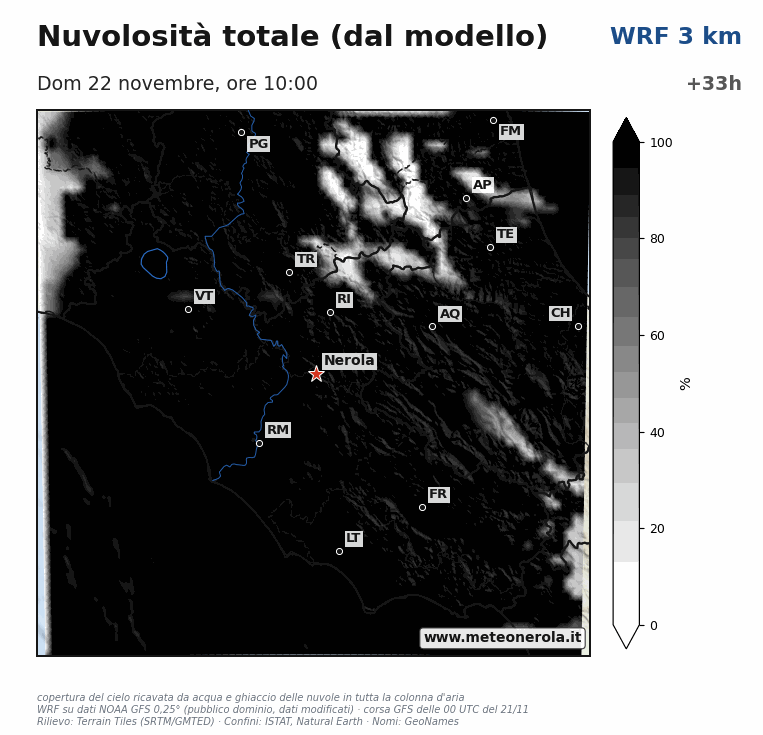 Nuvolosità totale (dal modello)
WRF 3 km
Dom 22 novembre, ore 10:00
+33h
PG
FM
AP
TE
TR
VT
RI
AQ
CH
Nerola
RM
FR
LT
www.meteonerola.it
100
80
60
40
20
0
%
copertura del cielo ricavata da acqua e ghiaccio delle nuvole in tutta la colonna d'aria
WRF su dati NOAA GFS 0,25° (pubblico dominio, dati modificati) · corsa GFS delle 00 UTC del 21/11
Rilievo: Terrain Tiles (SRTM/GMTED) · Confini: ISTAT, Natural Earth · Nomi: GeoNames